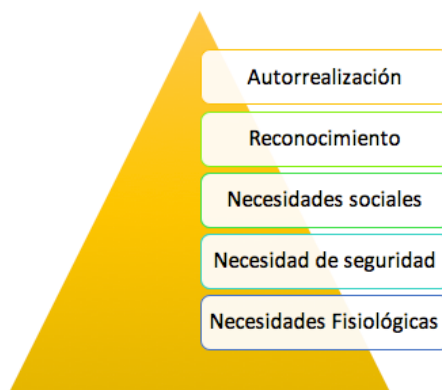 Autorrealización
Reconocimiento
Necesidades sociales
Necesidad de seguridad
Necesidades Fisiológicas